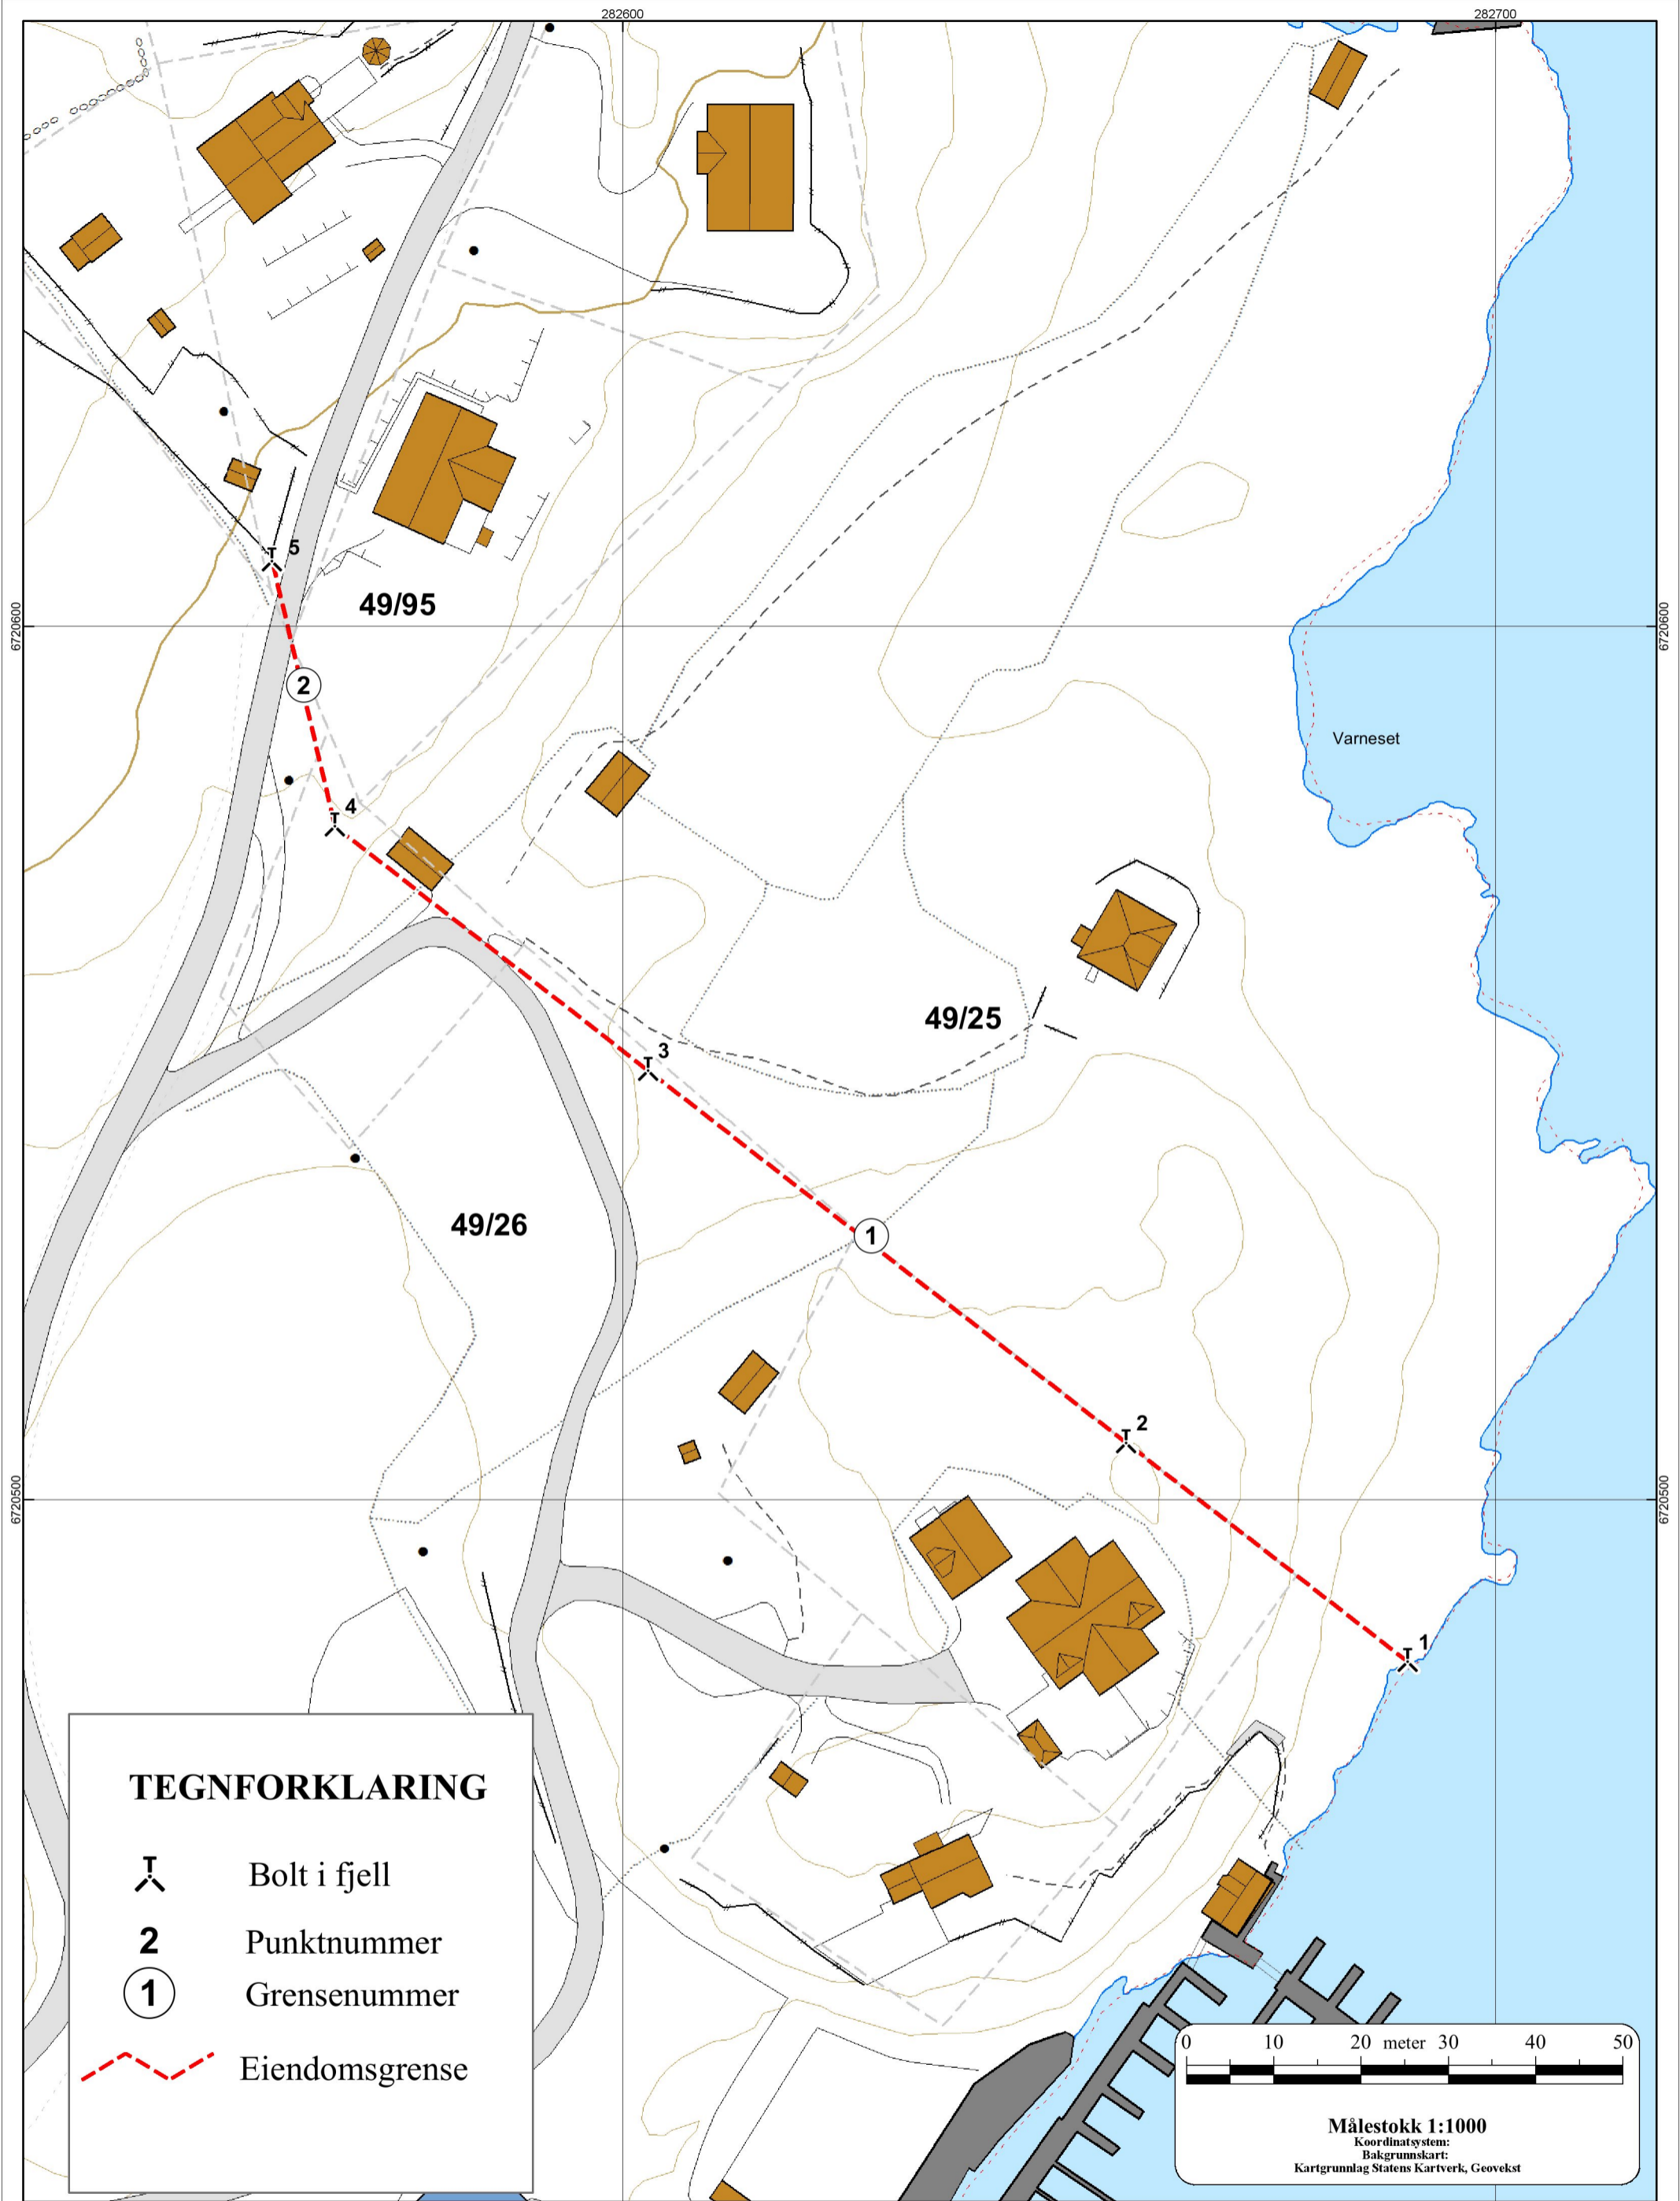 282600
282700
5
49/95
6720600
6720600
2
Varneset
4
49/25
3
49/26
1
2
6720500
6720500
1
TEGNFORKLARING
Bolt i fjell
2 Punktnummer
1 Grensenummer
Eiendomsgrense
0 10 20 meter 30 40 50
Målestokk 1:1000
Koordinatsystem:
Bakgrunnskart:
Kartgrunnlag Statens Kartverk, Geovekst